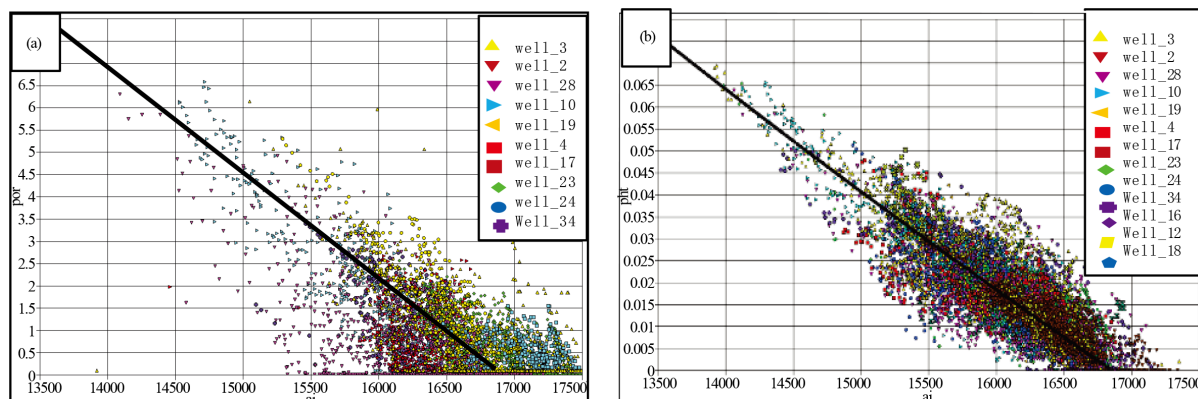 (a)
well_3
well_2
well_28
well_10
well_19
well_4
well_17
well_23
well_24
Well_34
por
6.5
6
5.5
5
4.5
4
3.5
3
2.5
2
1.5
1
0.5
0
13500 14000 14500 15000 15500 16000 16500 17000 17500
(b)
well_3
well_2
well_28
well_10
well_19
well_4
well_17
well_23
well_24
Well_34
Well_16
Well_12
Well_18
pht
0.065
0.06
0.055
0.05
0.045
0.04
0.035
0.03
0.025
0.02
0.015
0.01
0.005
0
13500 14000 14500 15000 15500 16000 16500 17000 17500
ai